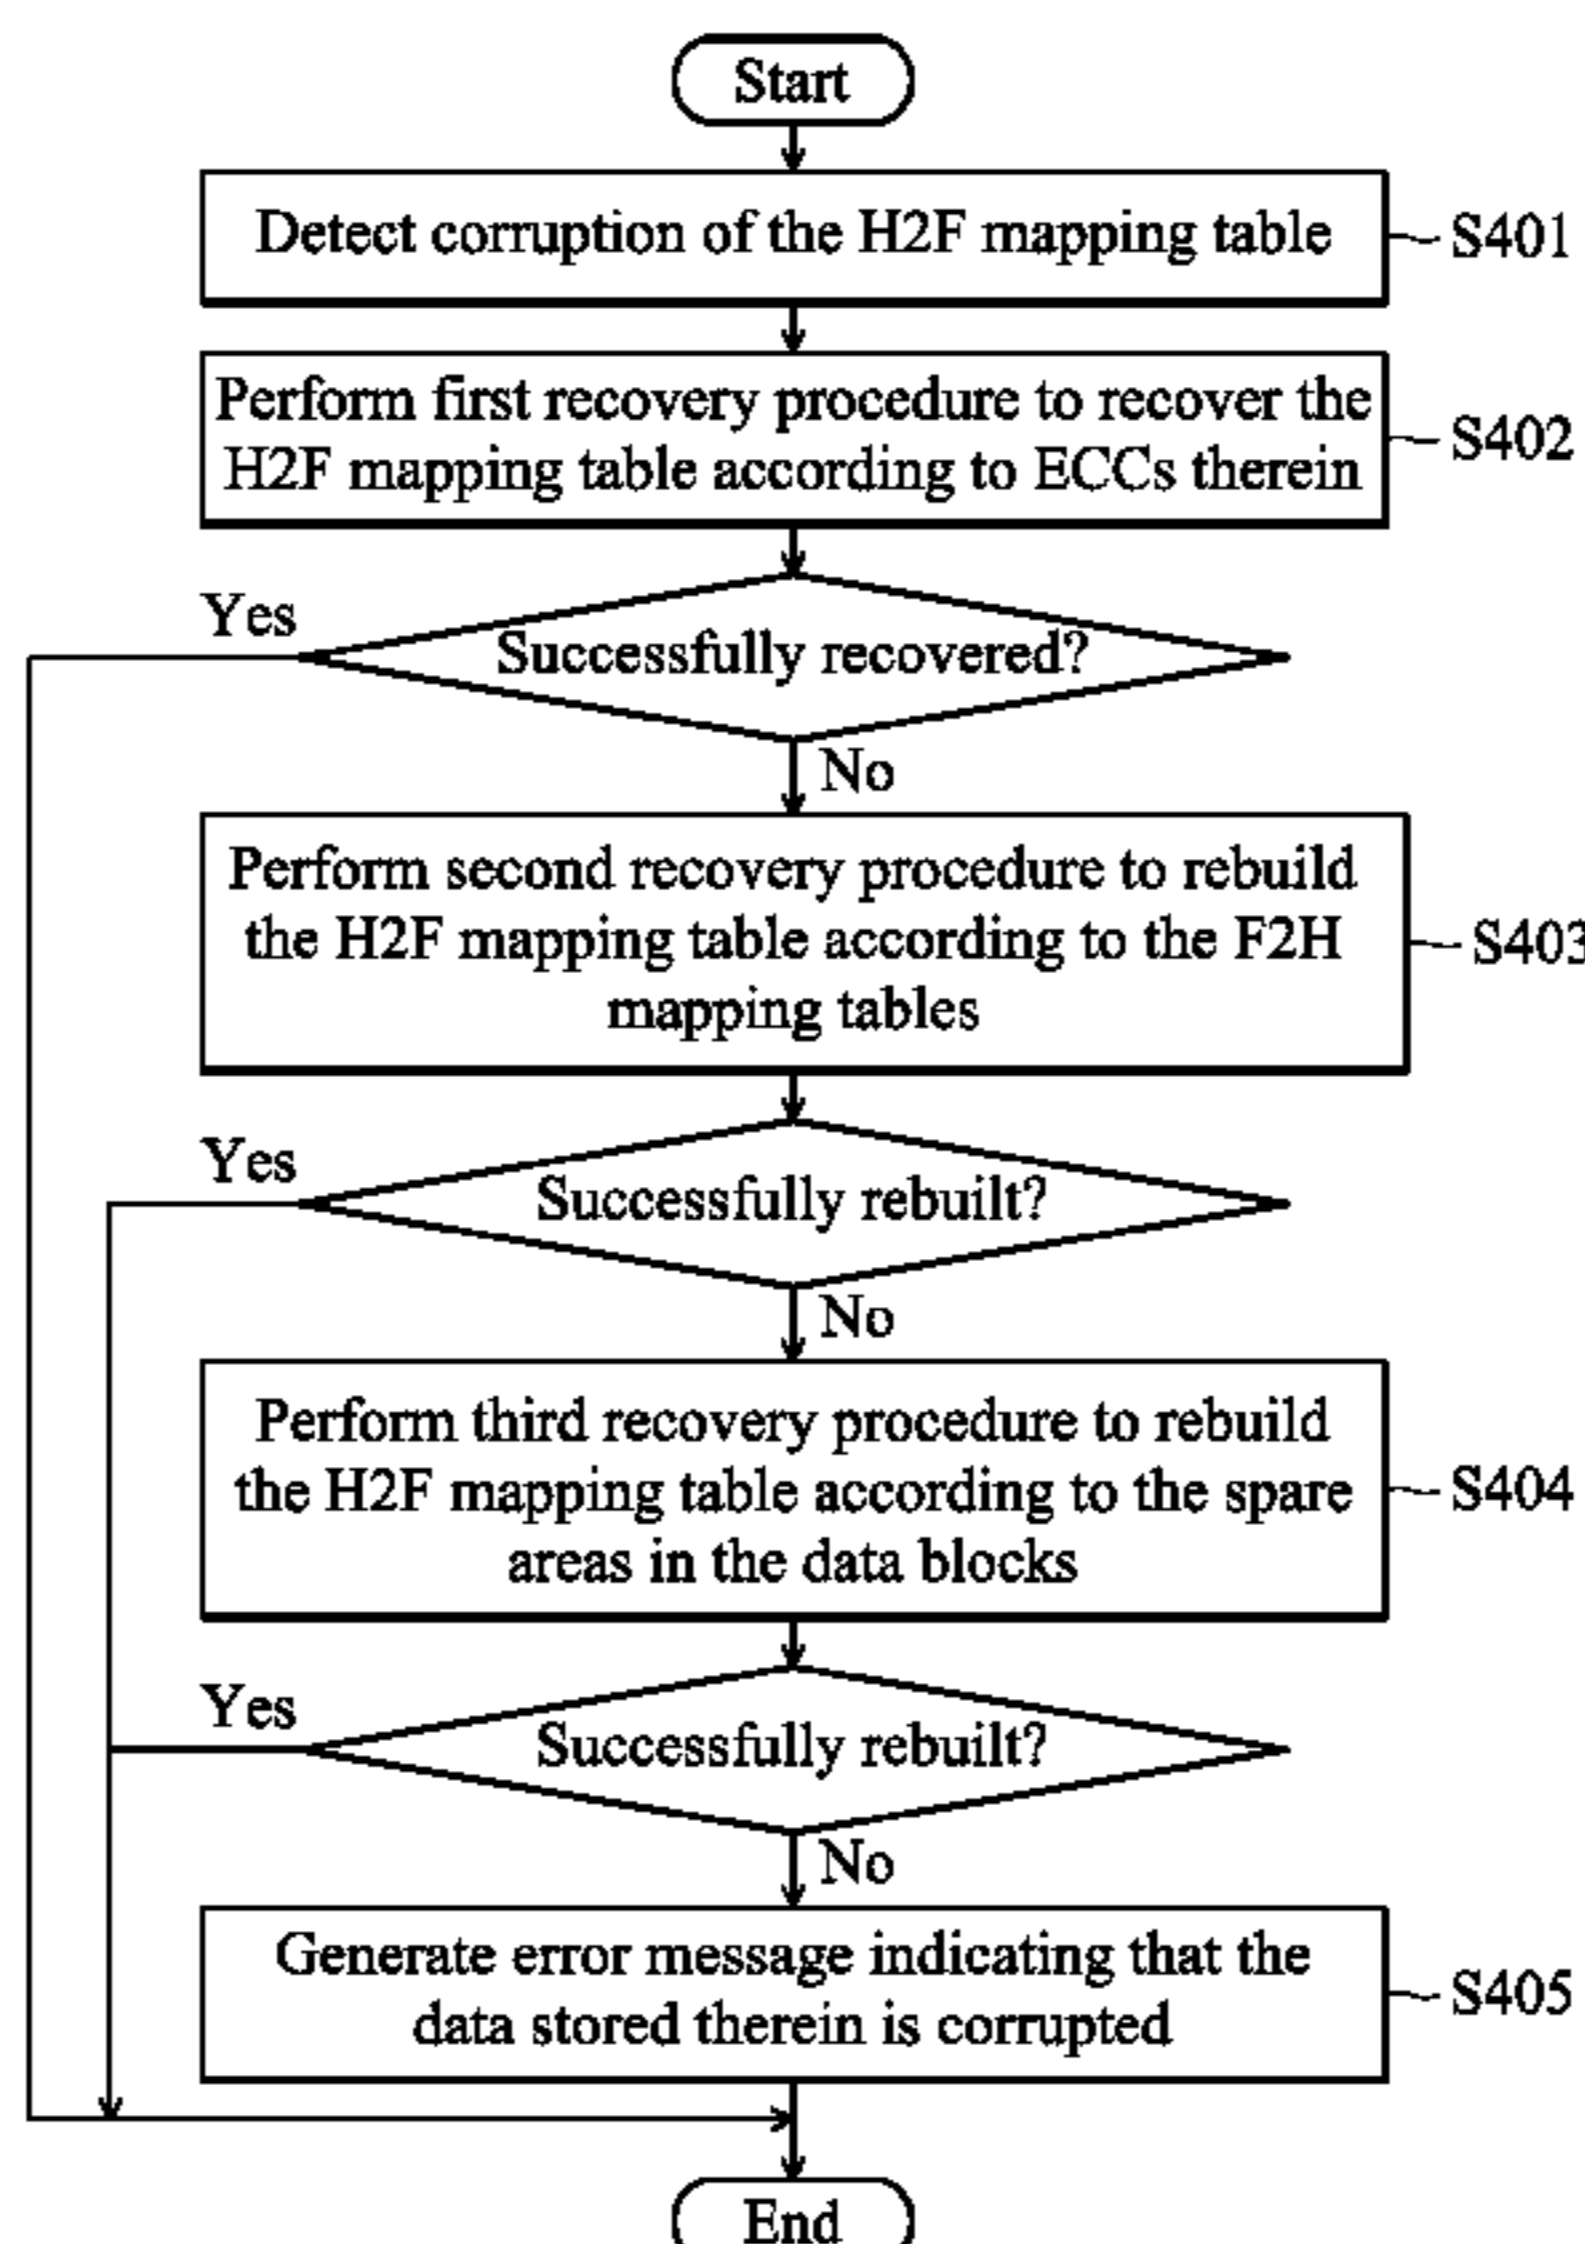 Start
Detect corruption of the H2F mapping table
S401
Perform first recovery procedure to recover the
H2F mapping table according to ECCs therein
S402
Yes
Successfully recovered?
No
Perform second recovery procedure to rebuild
the H2F mapping table according to the F2H
mapping tables
S403
Yes
Successfully rebuilt?
No
Perform third recovery procedure to rebuild
the H2F mapping table according to the spare
areas in the data blocks
S404
Yes
Successfully rebuilt?
No
Generate error message indicating that the
data stored therein is corrupted
S405
End